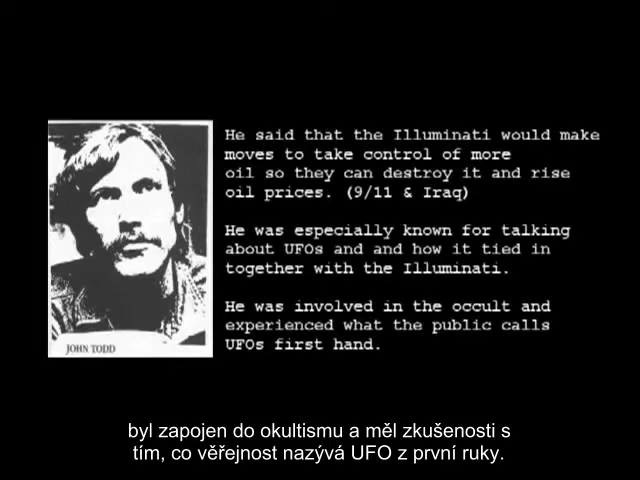 He said that the Illuminati would make
moves to take control of more
oil so they can destroy it and rise
oil prices. (9/11 & Iraq)
He was especially known for talking
about UFOs and and how it tied in
together with the Illuminati.
He was involved in the occult and
experienced what the public calls
UFOs first hand.
JOHN TODD
byl zapojen do okultismu a měl zkušenosti s
tím, co věřejnost nazývá UFO z první ruky.